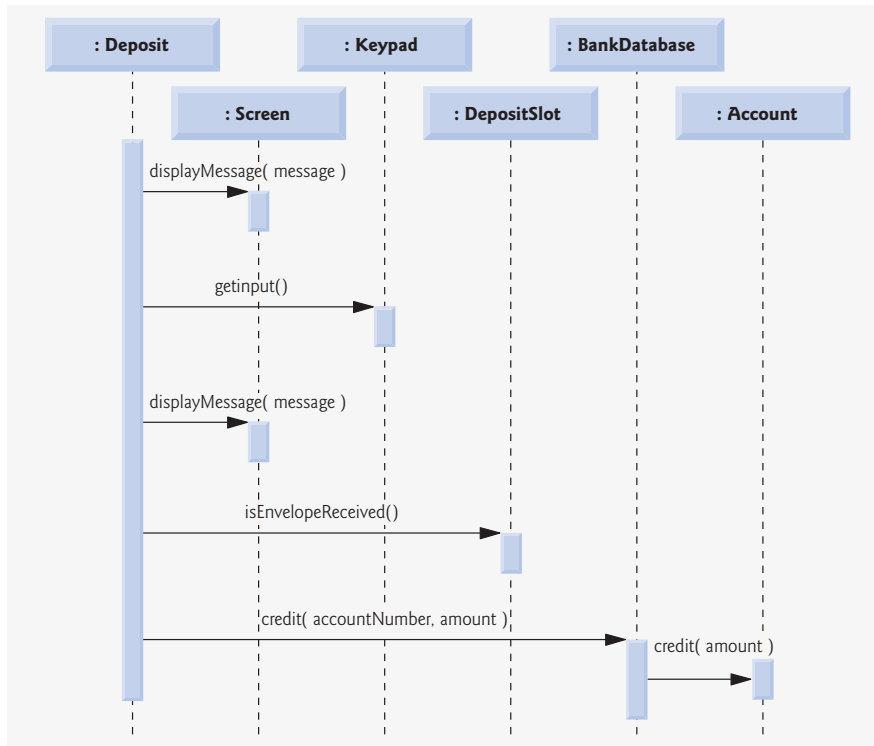 : Deposit
: Keypad
: BankDatabase
: Screen
: DepositSlot
: Account
displayMessage( message )
getinput()
displayMessage( message )
isEnvelopeReceived()
credit( accountNumber, amount )
credit( amount )